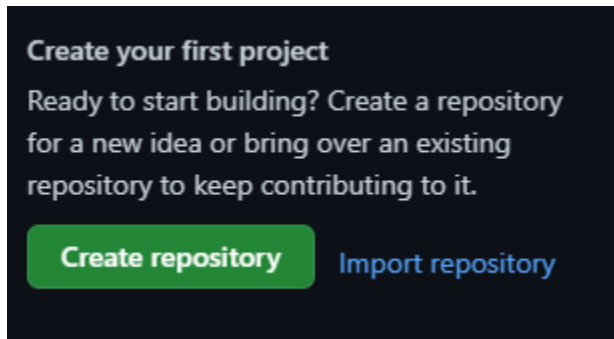 Create your first project
Ready to start building? Create a repository
for a new idea or bring over an existing
repository to keep contributing to it.
Create repository
Import repository